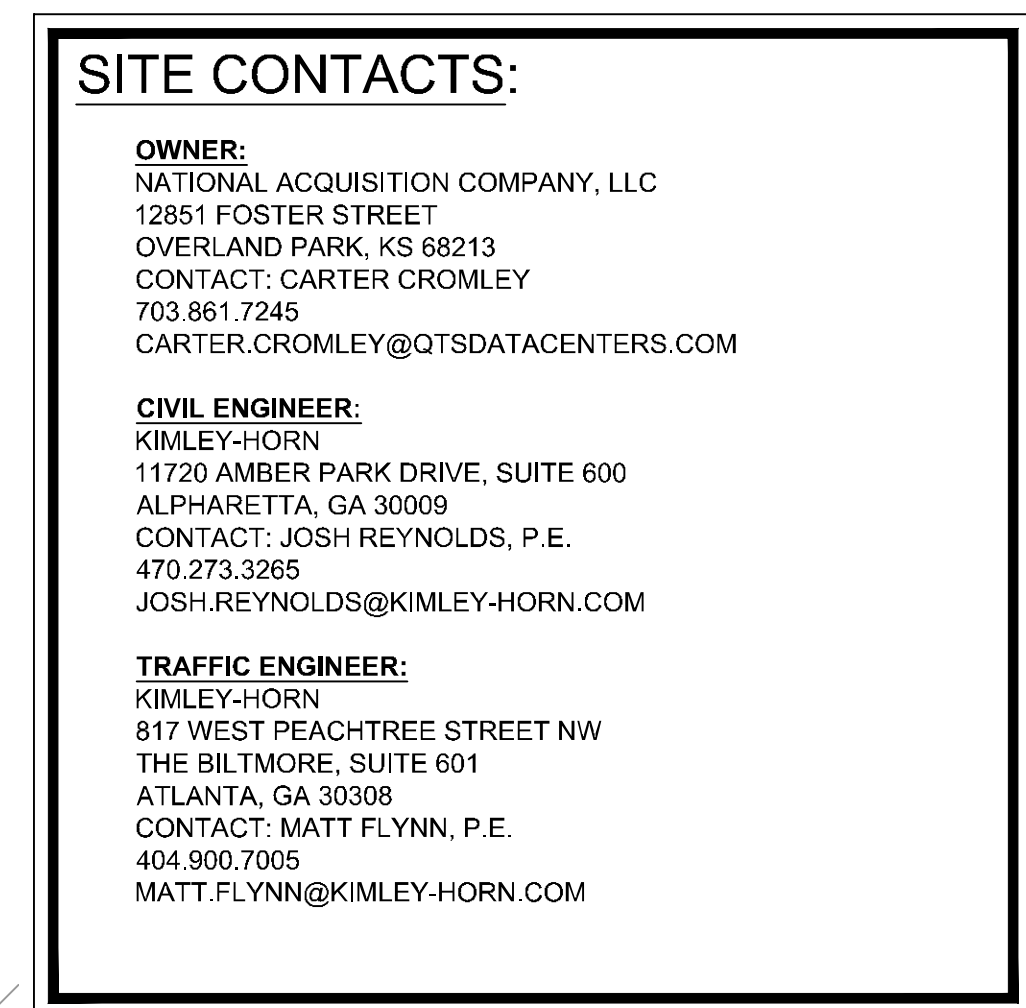 SITE CONTACTS:
OWNER:
NATIONAL ACQUISITION COMPANY, LLC
12851 FOSTER STREET
OVERLAND PARK, KS 68213
CONTACT: CARTER CROMLEY
703.861.7245
CARTER.CROMLEY@QTSDATACENTERS.COM
CIVIL ENGINEER:
KIMLEY-HORN
11720 AMBER PARK DRIVE, SUITE 600
ALPHARETTA, GA 30009
CONTACT: JOSH REYNOLDS, P.E.
470.273.3265
JOSH.REYNOLDS@KIMLEY-HORN.COM
TRAFFIC ENGINEER:
KIMLEY-HORN
817 WEST PEACHTREE STREET NW
THE BILTMORE, SUITE 601
ATLANTA, GA 30308
CONTACT: MATT FLYNN, P.E.
404.900.7005
MATT.FLYNN@KIMLEY-HORN.COM